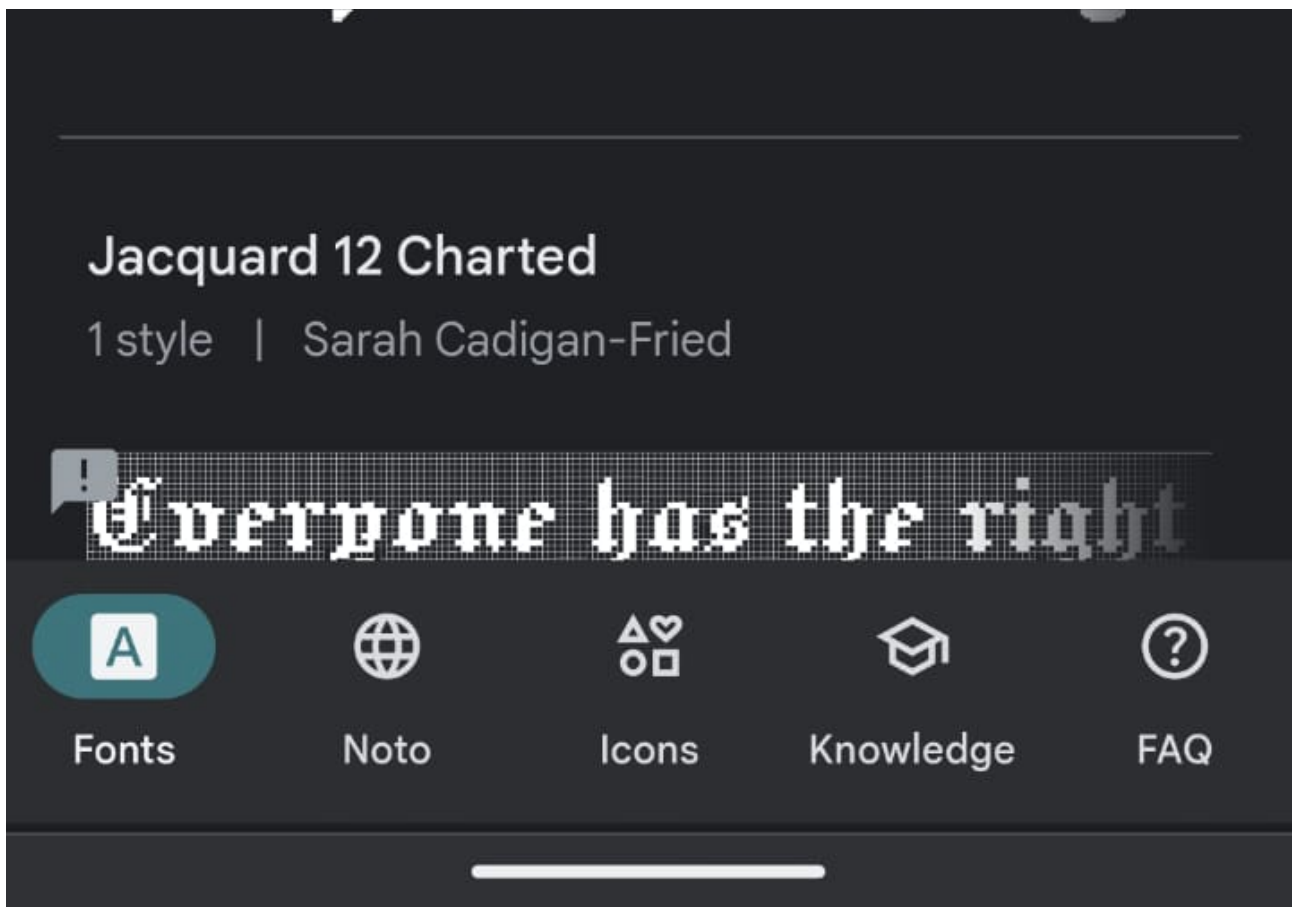 Jacquard 12 Charted
1 style | Sarah Cadigan-Fried
!
Everyone has the right
A
?
Fonts Noto Icons Knowledge FAQ